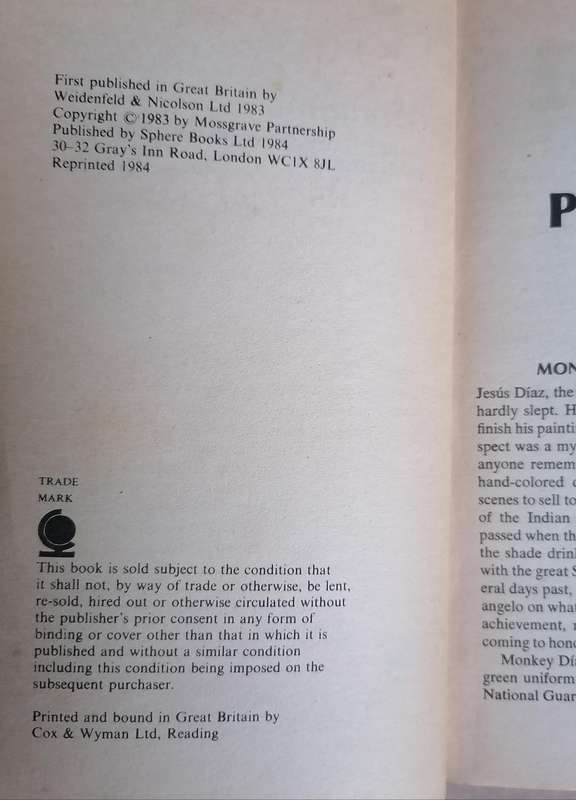 First published in Great Britain by
Weidenfeld & Nicolson Ltd 1983
Copyright © 1983 by Mossgrave Partnership
Published by Sphere Books Ltd 1984
30–32 Gray's Inn Road, London WC1X 8JL
Reprinted 1984
TRADE
MARK
This book is sold subject to the condition that
it shall not, by way of trade or otherwise, be lent,
re-sold, hired out or otherwise circulated without
the publisher's prior consent in any form of
binding or cover other than that in which it is
published and without a similar condition
including this condition being imposed on the
subsequent purchaser.
Printed and bound in Great Britain by
Cox & Wyman Ltd, Reading
P
MON
Jesús Díaz, the
hardly slept. H
finish his painti
spect was a my
anyone remem
hand-colored
scenes to sell to
of the Indian
passed when th
the shade drin
with the great S
eral days past,
angelo on what
achievement,
coming to hono
Monkey Día
green uniform
National Guar